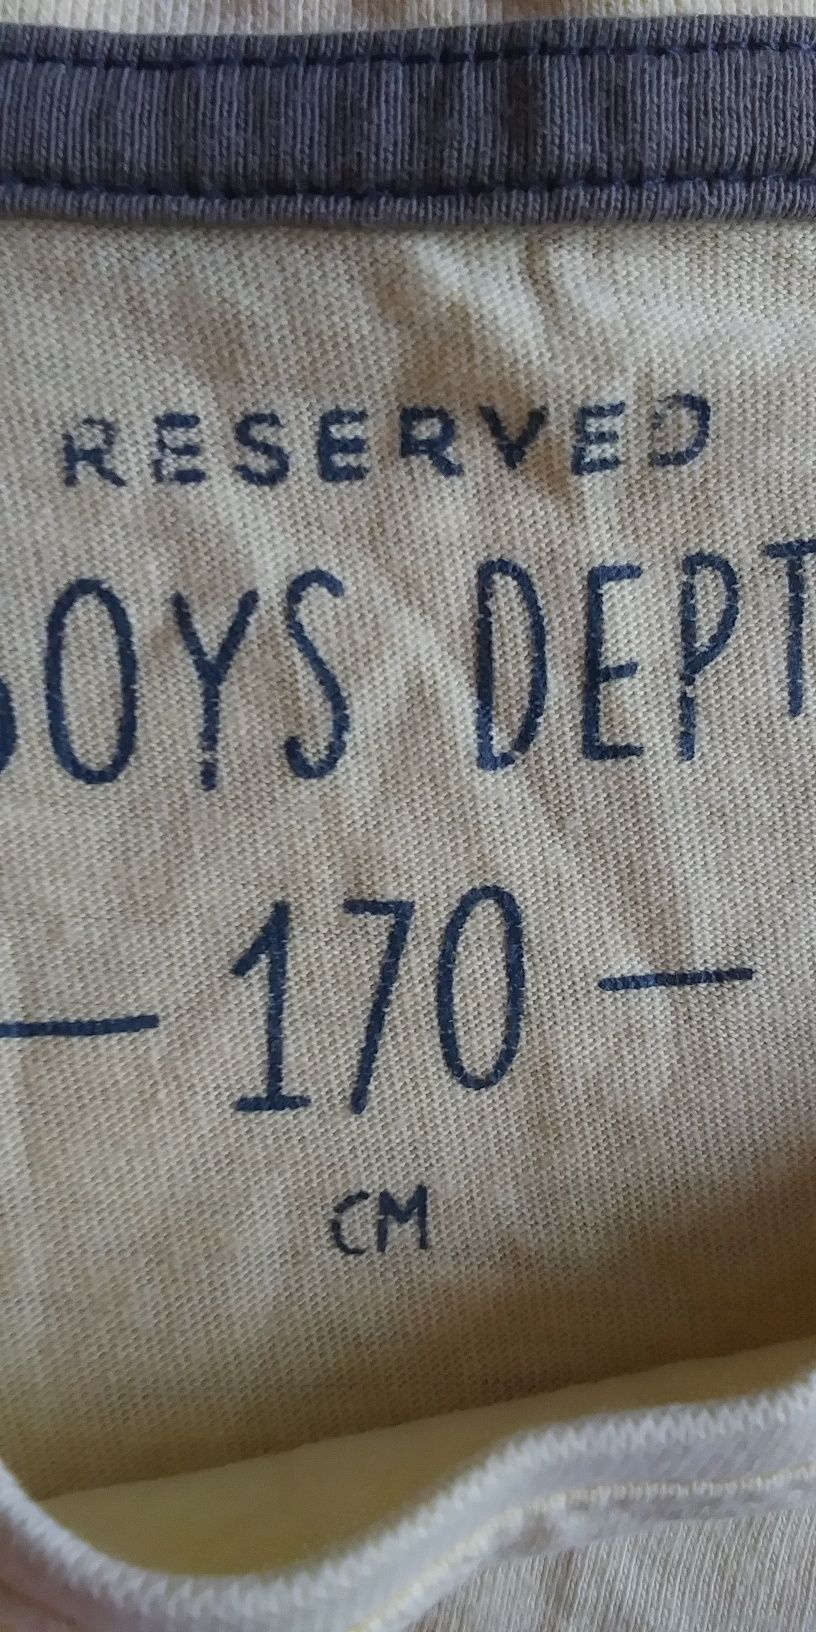 RESERVED
BOYS DEPT
— 170 —
CM